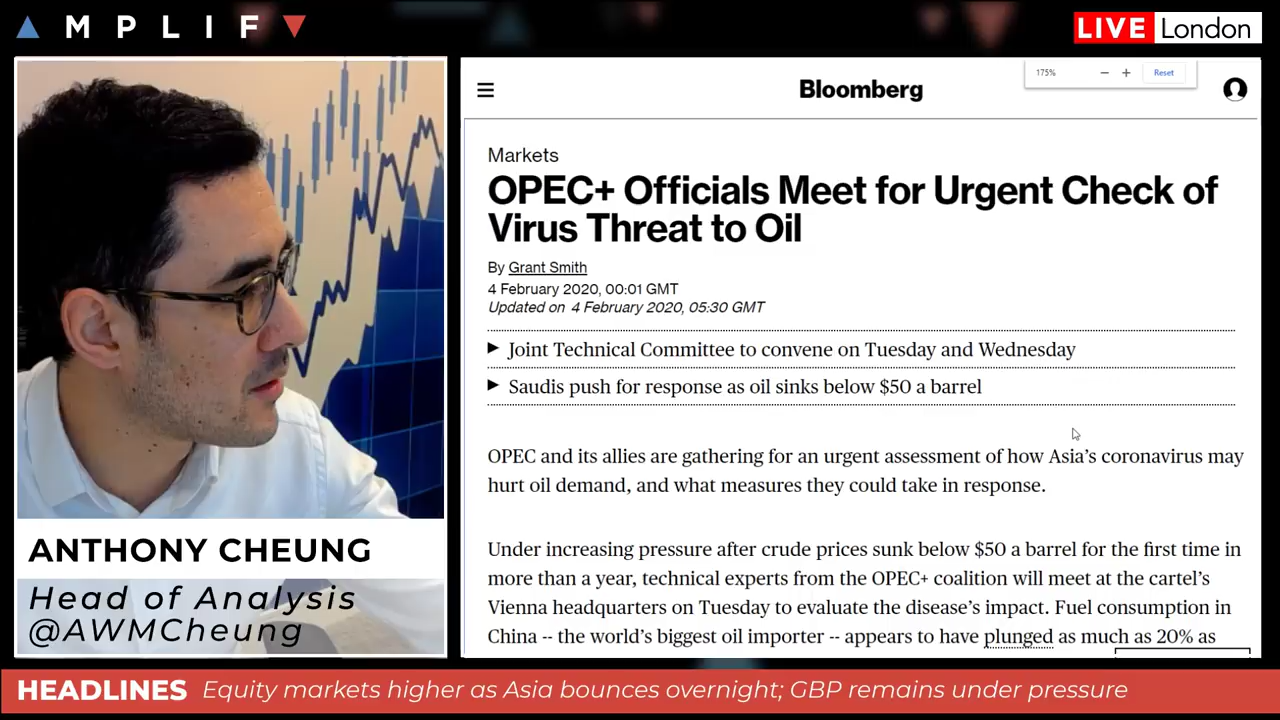 AMPLIFY
LIVE London
175%
Reset
Bloomberg
Markets
OPEC+ Officials Meet for Urgent Check of
Virus Threat to Oil
By Grant Smith
4 February 2020, 00:01 GMT
Updated on 4 February 2020, 05:30 GMT
Joint Technical Committee to convene on Tuesday and Wednesday
Saudis push for response as oil sinks below $50 a barrel
OPEC and its allies are gathering for an urgent assessment of how Asia's coronavirus may
hurt oil demand, and what measures they could take in response.
Under increasing pressure after crude prices sunk below $50 a barrel for the first time in
more than a year, technical experts from the OPEC+ coalition will meet at the cartel's
Vienna headquarters on Tuesday to evaluate the disease's impact. Fuel consumption in
China -- the world's biggest oil importer -- appears to have plunged as much as 20% as
ANTHONY CHEUNG
Head of Analysis
@AWMCheung
HEADLINES Equity markets higher as Asia bounces overnight; GBP remains under pressure